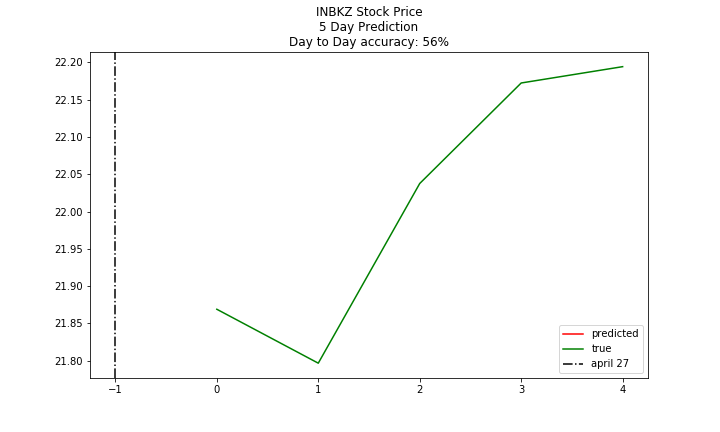 INBKZ Stock Price
5 Day Prediction
Day to Day accuracy: 56%
22.20
22.15
22.10
22.05
22.00
21.95
21.90
21.85
21.80
predicted
true
april 27
−1 0 1 2 3 4